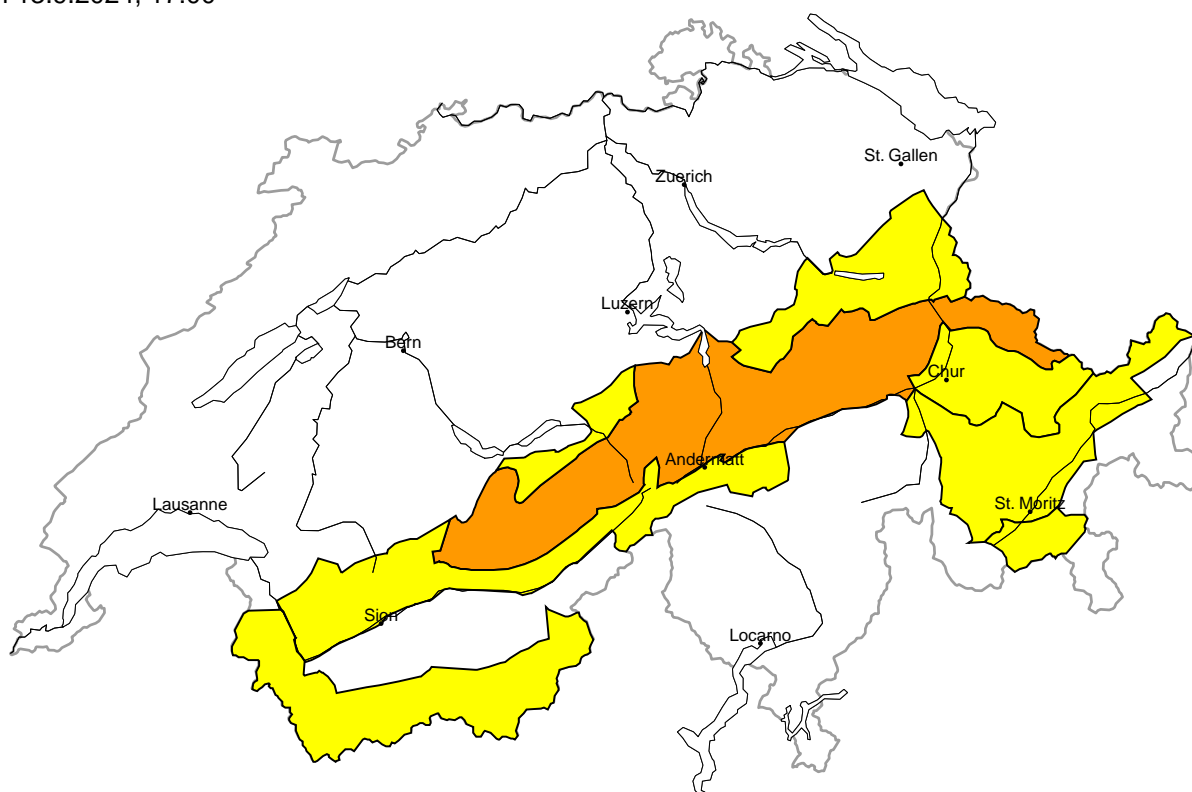 St. Gallen
Zuerich
Luzern
Bern
Chur
Andermatt
Lausanne
St. Moritz
Sion
Locarno